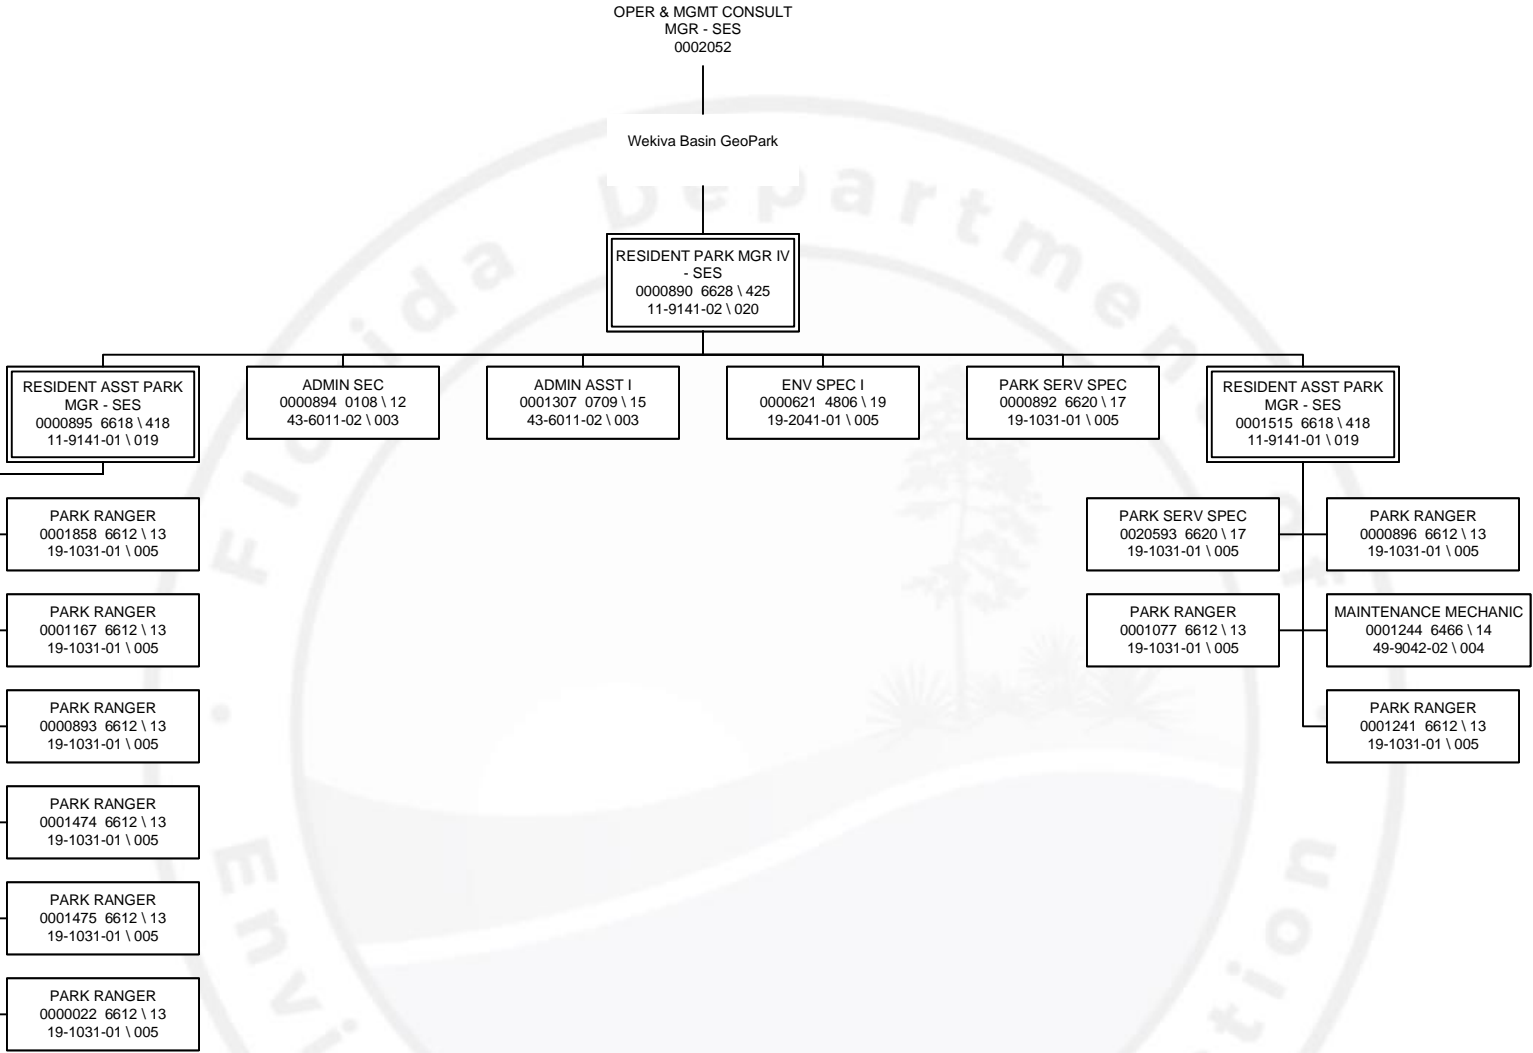 OPER & MGMT CONSULT
MGR - SES
0002052
Wekiva Basin GeoPark
RESIDENT PARK MGR IV
- SES
0000890 6628 \ 425
11-9141-02 \ 020
RESIDENT ASST PARK
MGR - SES
0000895 6618 \ 418
11-9141-01 \ 019
ADMIN SEC
0000894 0108 \ 12
43-6011-02 \ 003
ADMIN ASST I
0001307 0709 \ 15
43-6011-02 \ 003
ENV SPEC I
0000621 4806 \ 19
19-2041-01 \ 005
PARK SERV SPEC
0000892 6620 \ 17
19-1031-01 \ 005
RESIDENT ASST PARK
MGR - SES
0001515 6618 \ 418
11-9141-01 \ 019
PARK RANGER
0001858 6612 \ 13
19-1031-01 \ 005
PARK RANGER
0001167 6612 \ 13
19-1031-01 \ 005
PARK RANGER
0000893 6612 \ 13
19-1031-01 \ 005
PARK RANGER
0001474 6612 \ 13
19-1031-01 \ 005
PARK RANGER
0001475 6612 \ 13
19-1031-01 \ 005
PARK RANGER
0000022 6612 \ 13
19-1031-01 \ 005
PARK SERV SPEC
0020593 6620 \ 17
19-1031-01 \ 005
PARK RANGER
0000896 6612 \ 13
19-1031-01 \ 005
PARK RANGER
0001077 6612 \ 13
19-1031-01 \ 005
MAINTENANCE MECHANIC
0001244 6466 \ 14
49-9042-02 \ 004
PARK RANGER
0001241 6612 \ 13
19-1031-01 \ 005
Florida Department of
Envi
tion